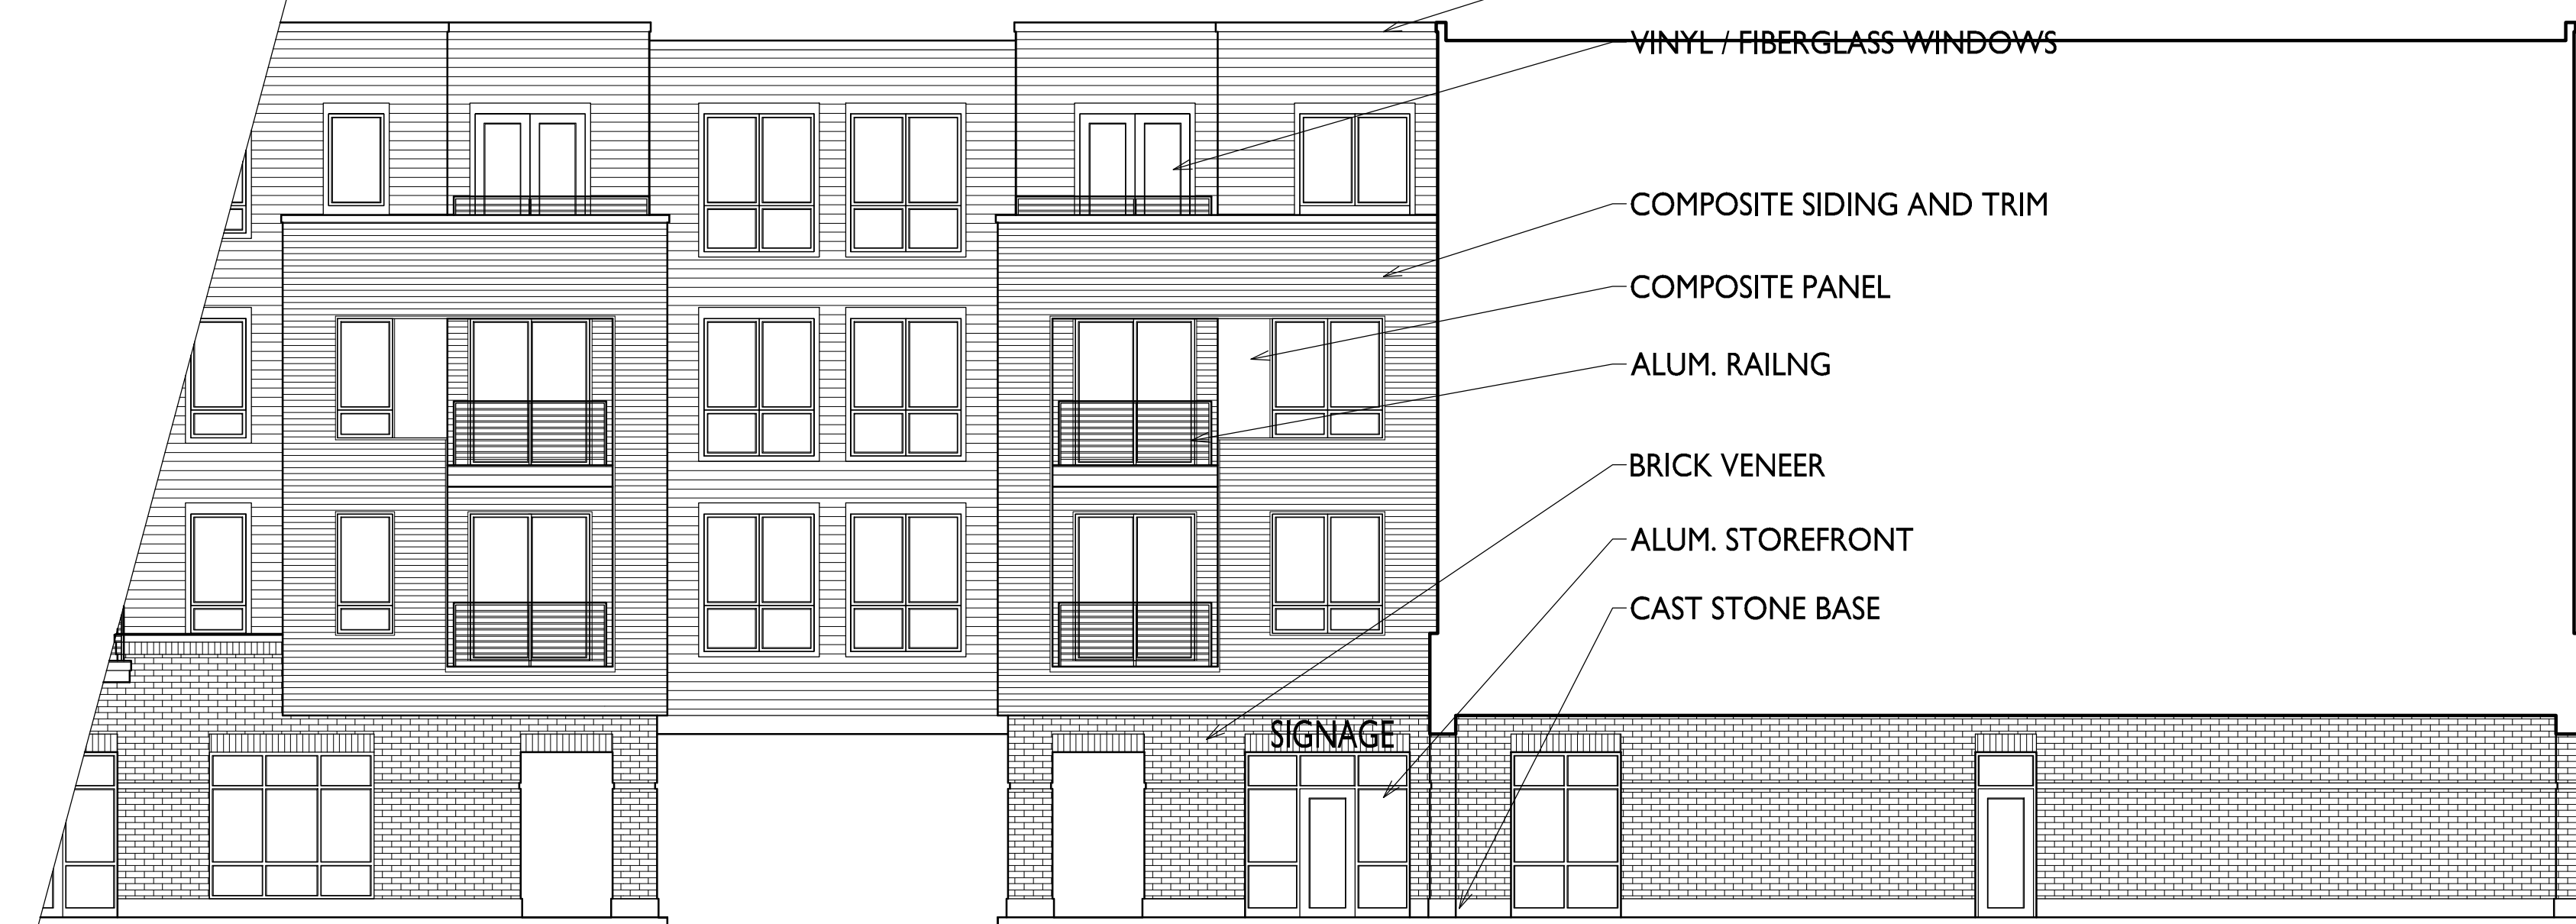 VINYL / FIBERGLASS WINDOWS
COMPOSITE SIDING AND TRIM
COMPOSITE PANEL
ALUM. RAILNG
BRICK VENEER
ALUM. STOREFRONT
CAST STONE BASE
SIGNAGE